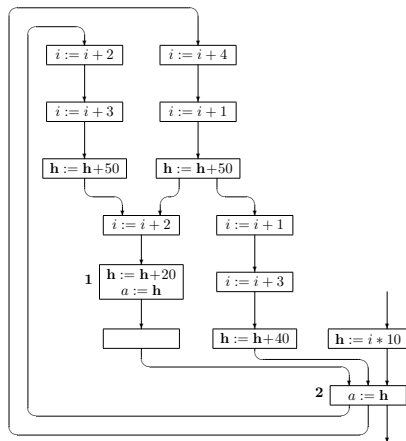 i := i + 2
i := i + 4
i := i + 3
i := i + 1
h := h+50
h := h+50
i := i + 2
i := i + 1
1
h := h+20
a := h
i := i + 3
h := h+40
h := i * 10
2
a := h